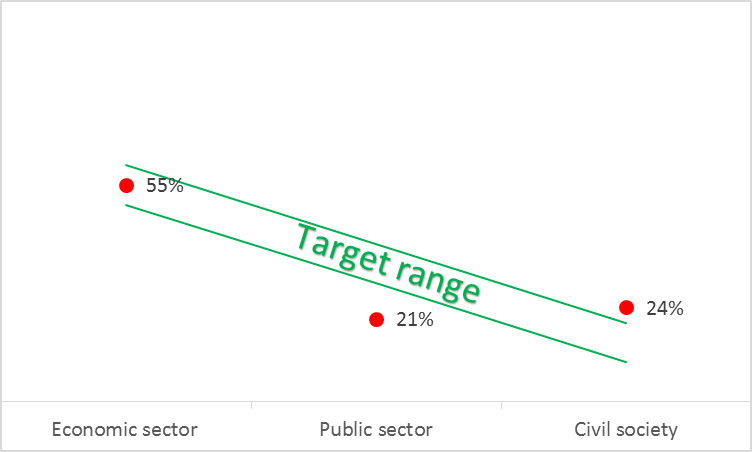 55%
Target range
21%
24%
Economic sector
Public sector
Civil society